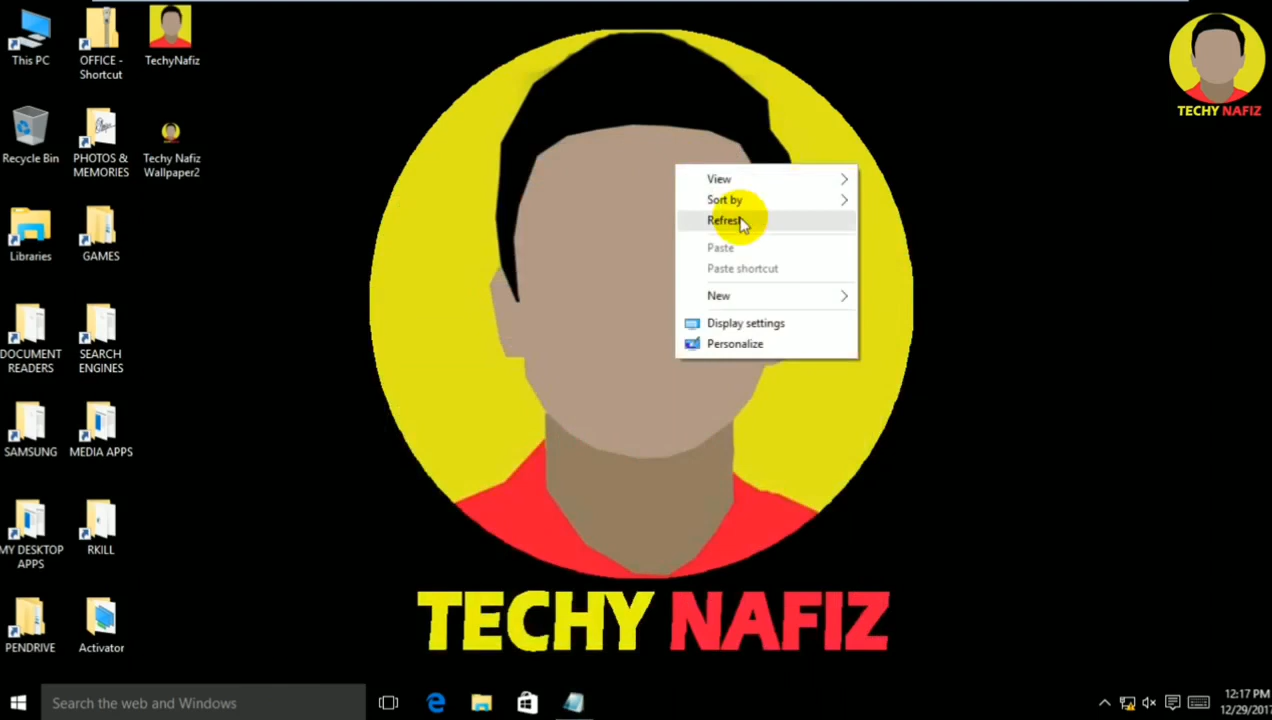 This PC
OFFICE -
Shortcut
TechyNafiz
Recycle Bin
PHOTOS &
MEMORIES
Techy Nafiz
Wallpaper2
Libraries
GAMES
DOCUMENT
READERS
SEARCH
ENGINES
SAMSUNG
MEDIA APPS
MY DESKTOP
APPS
RKILL
PENDRIVE
Activator
View
Sort by
Refresh
Paste
Paste shortcut
New
Display settings
Personalize
TECHY NAFIZ
TECHY NAFIZ
Search the web and Windows
12:17 PM
12/29/2017